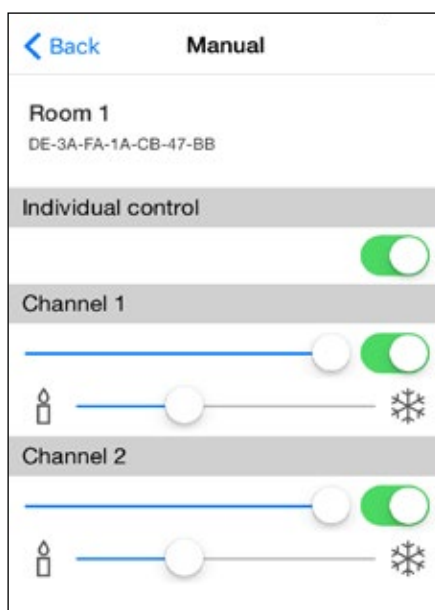 Back Manual
Room 1
DE-3A-FA-1A-CB-47-BB
Individual control
Channel 1
Channel 2